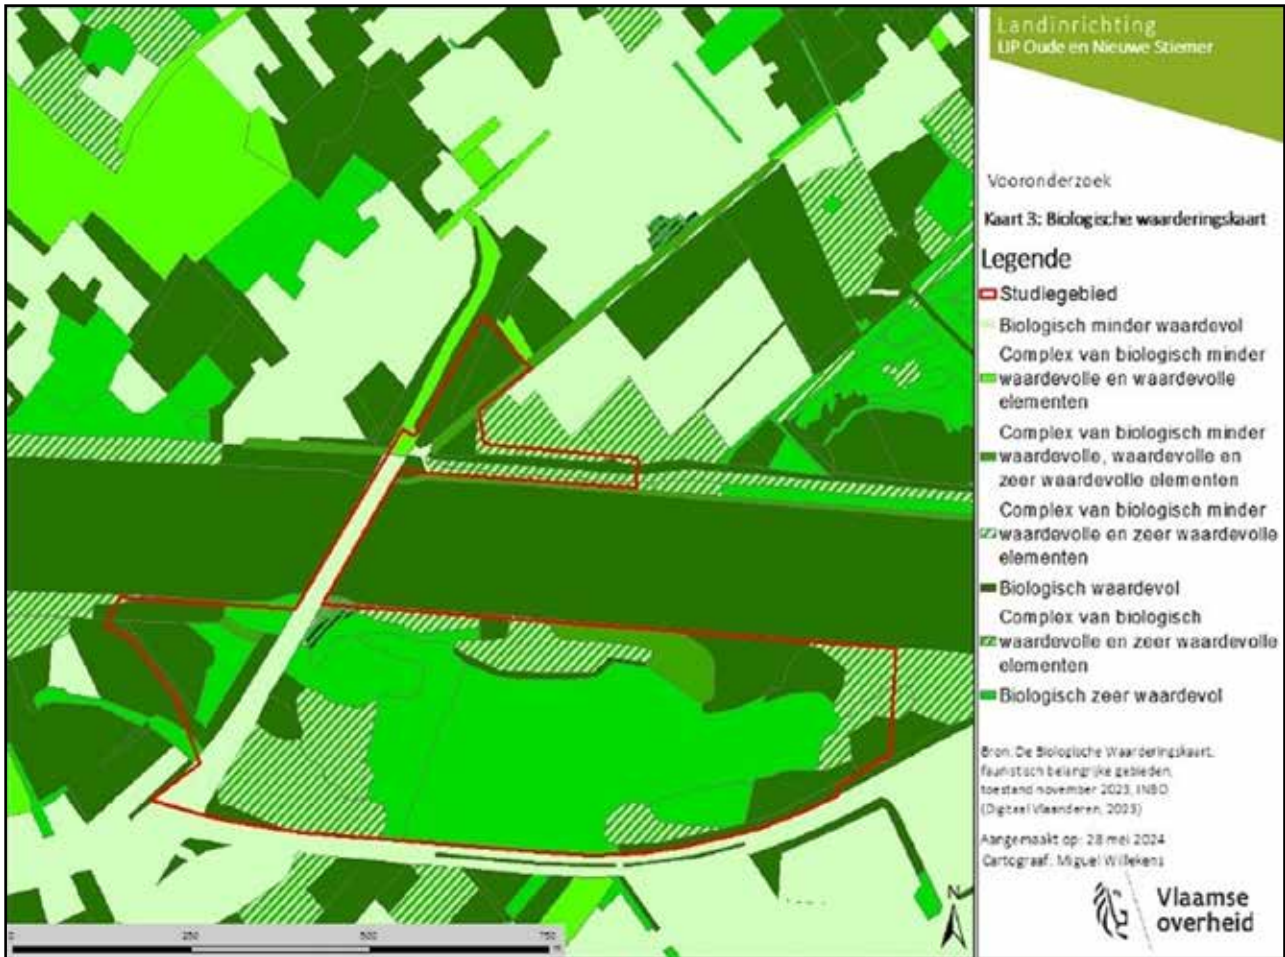 Landinrichting
LIP Oude en Nieuwe Stiemer
Vooronderzoek
Kaart 3: Biologische waarderingskaart
Legende
Studiegebied
Biologisch minder waardevol
Complex van biologisch minder
waardevolle en waardevolle
elementen
Complex van biologisch minder
waardevolle, waardevolle en
zeer waardevolle elementen
Complex van biologisch minder
waardevolle en zeer waardevolle
elementen
Biologisch waardevol
Complex van biologisch
waardevolle en zeer waardevolle
elementen
Biologisch zeer waardevol
Bron: De Biologische Waarderingskaart,
faunistisch belangrijke gebieden,
toestand november 2023, INBO
(Digitaal Vlaanderen, 2023)
Aangemaakt op: 28 mei 2024
Cartograaf: Miguel Willekens
N
Vlaamse
overheid
0 250 500 750
m